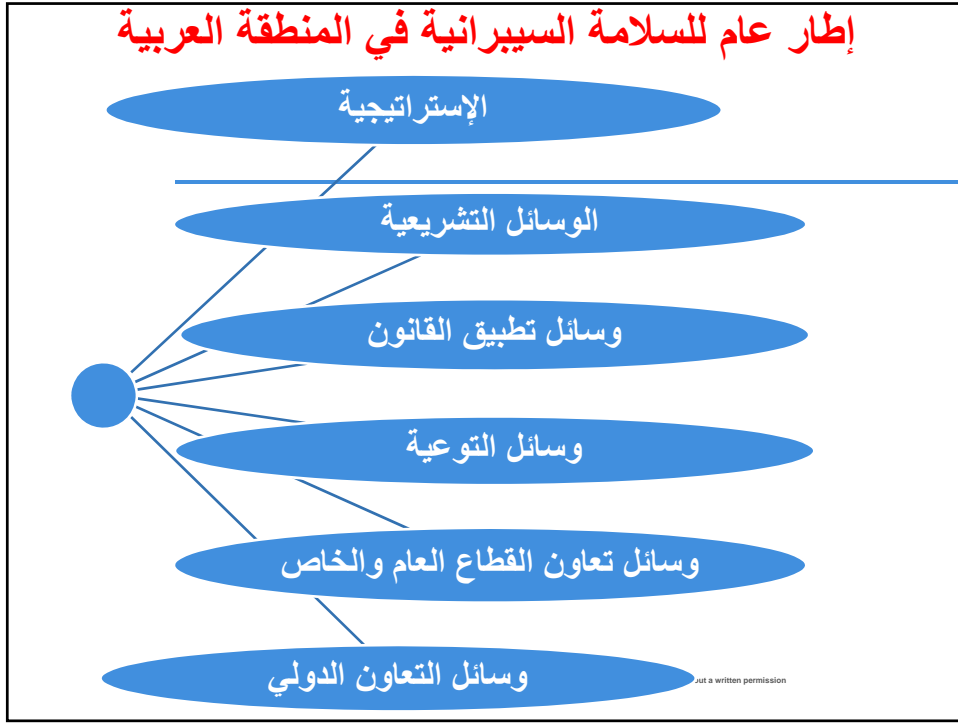 إطار عام للسلامة السيبرانية في المنطقة العربية
الإستراتيجية
الوسائل التشريعية
وسائل تطبيق القانون
وسائل التوعية
وسائل تعاون القطاع العام والخاص
وسائل التعاون الدولي
a written permission